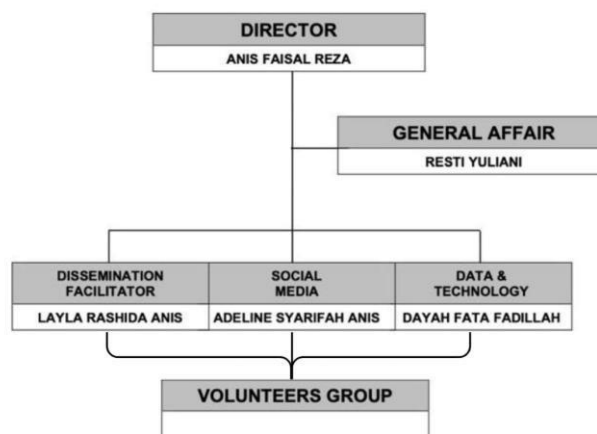 DIRECTOR
ANIS FAISAL REZA
GENERAL AFFAIR
RESTI YULIANI
DISSEMINATION
FACILITATOR
LAYLA RASHIDA ANIS
SOCIAL
MEDIA
ADELINE SYARIFAH ANIS
DATA &
TECHNOLOGY
DAYAH FATA FADILLAH
VOLUNTEERS GROUP